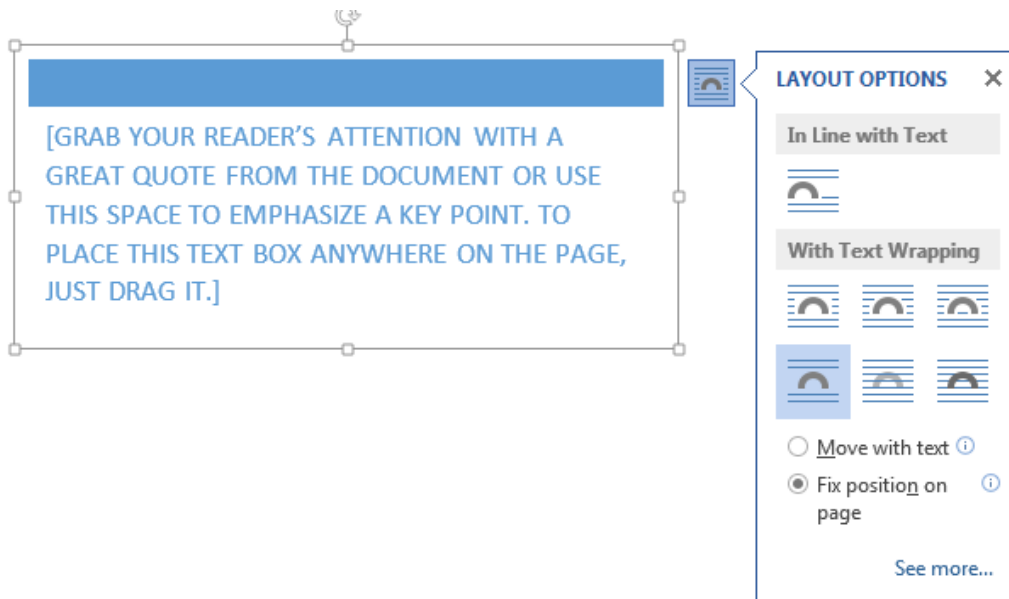 [GRAB YOUR READER’S ATTENTION WITH A
GREAT QUOTE FROM THE DOCUMENT OR USE
THIS SPACE TO EMPHASIZE A KEY POINT. TO
PLACE THIS TEXT BOX ANYWHERE ON THE PAGE,
JUST DRAG IT.]
LAYOUT OPTIONS
In Line with Text
With Text Wrapping
Move with text
Fix position on
page
See more...